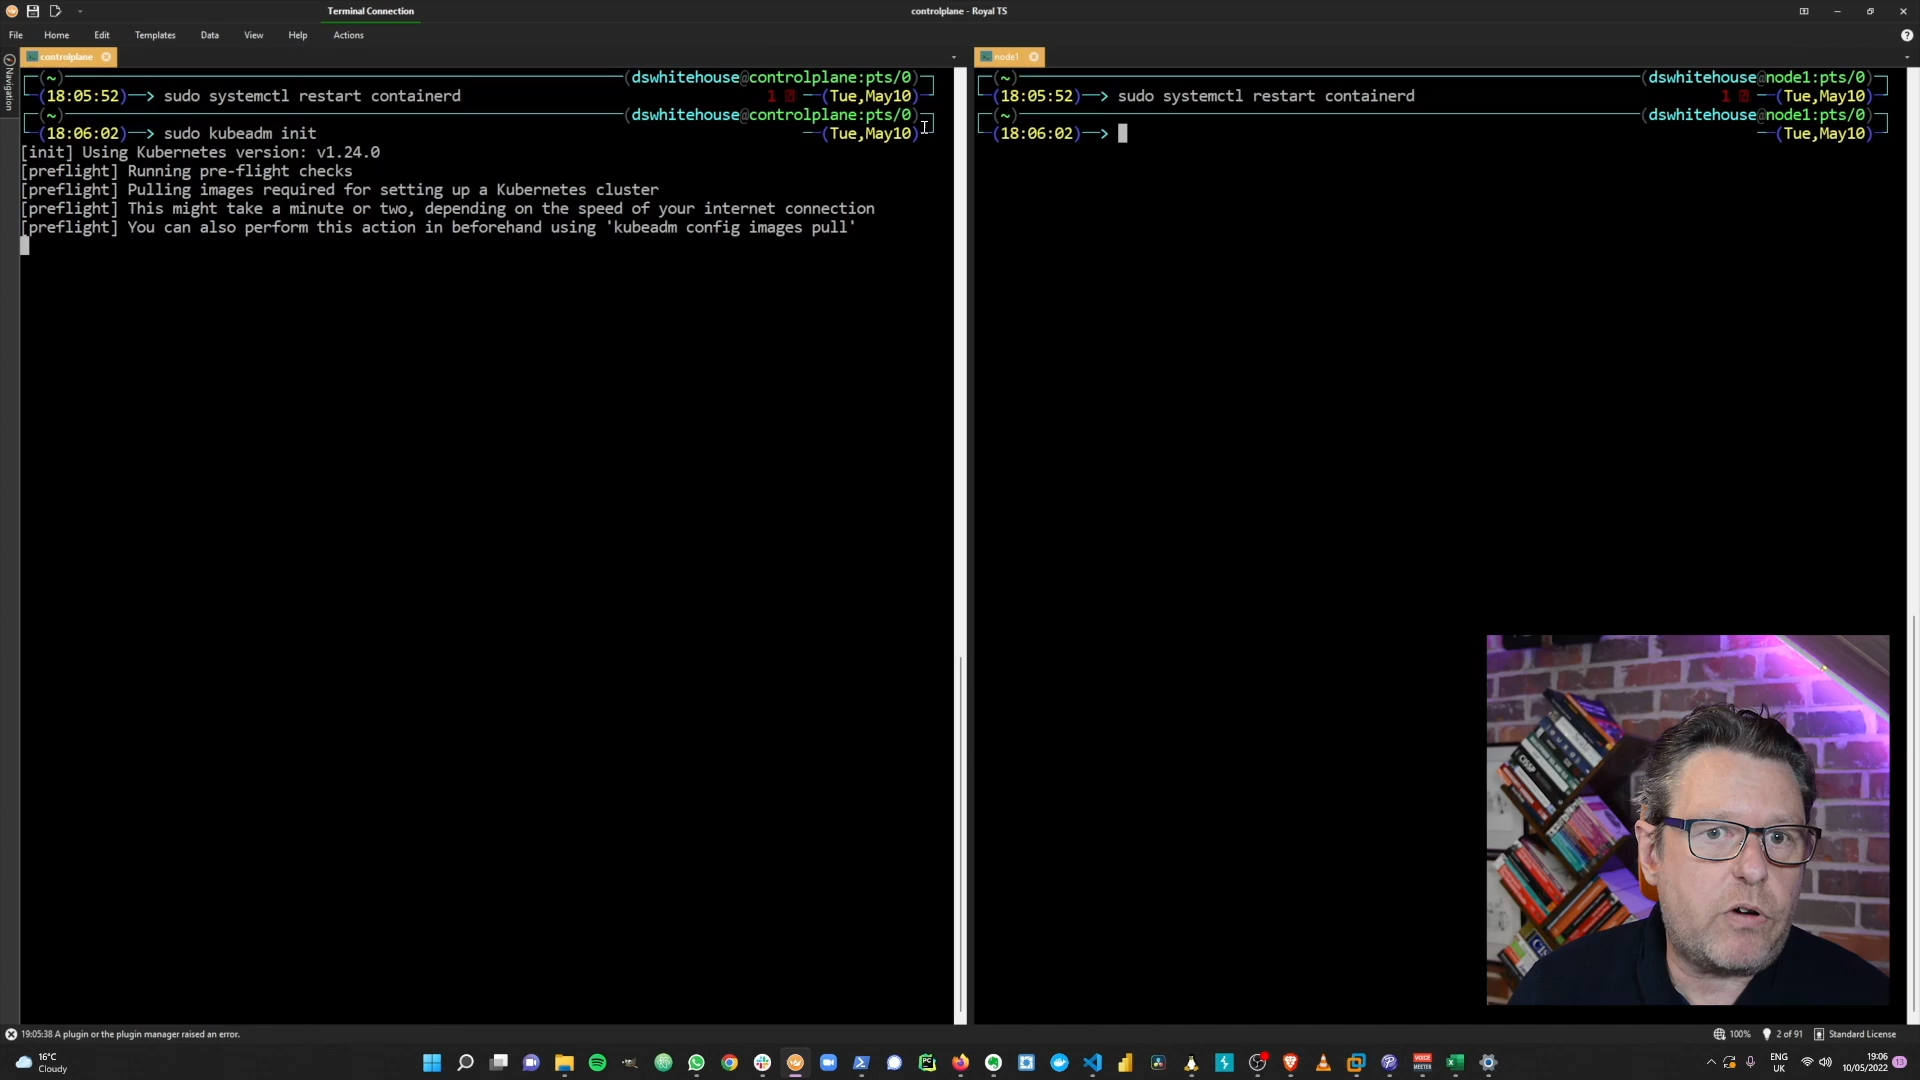 Terminal Connection
controlplane - Royal TS
File Home Edit Templates Data View Help Actions
Navigation
controlplane
(~) (dswhitehouse@controlplane:pts/0)
(18:05:52)──> sudo systemctl restart containerd 1 (Tue,May10)
(~) (dswhitehouse@controlplane:pts/0)
(18:06:02)──> sudo kubeadm init (Tue,May10)
[init] Using Kubernetes version: v1.24.0
[preflight] Running pre-flight checks
[preflight] Pulling images required for setting up a Kubernetes cluster
[preflight] This might take a minute or two, depending on the speed of your internet connection
[preflight] You can also perform this action in beforehand using 'kubeadm config images pull'
node1
(~) (dswhitehouse@node1:pts/0)
(18:05:52)──> sudo systemctl restart containerd 1 (Tue,May10)
(~) (dswhitehouse@node1:pts/0)
(18:06:02)──> (Tue,May10)
CISSP
19:05:38 A plugin or the plugin manager raised an error.
100% 2 of 91 Standard License
16°C
Cloudy
ENG
UK
19:06
10/05/2022
13